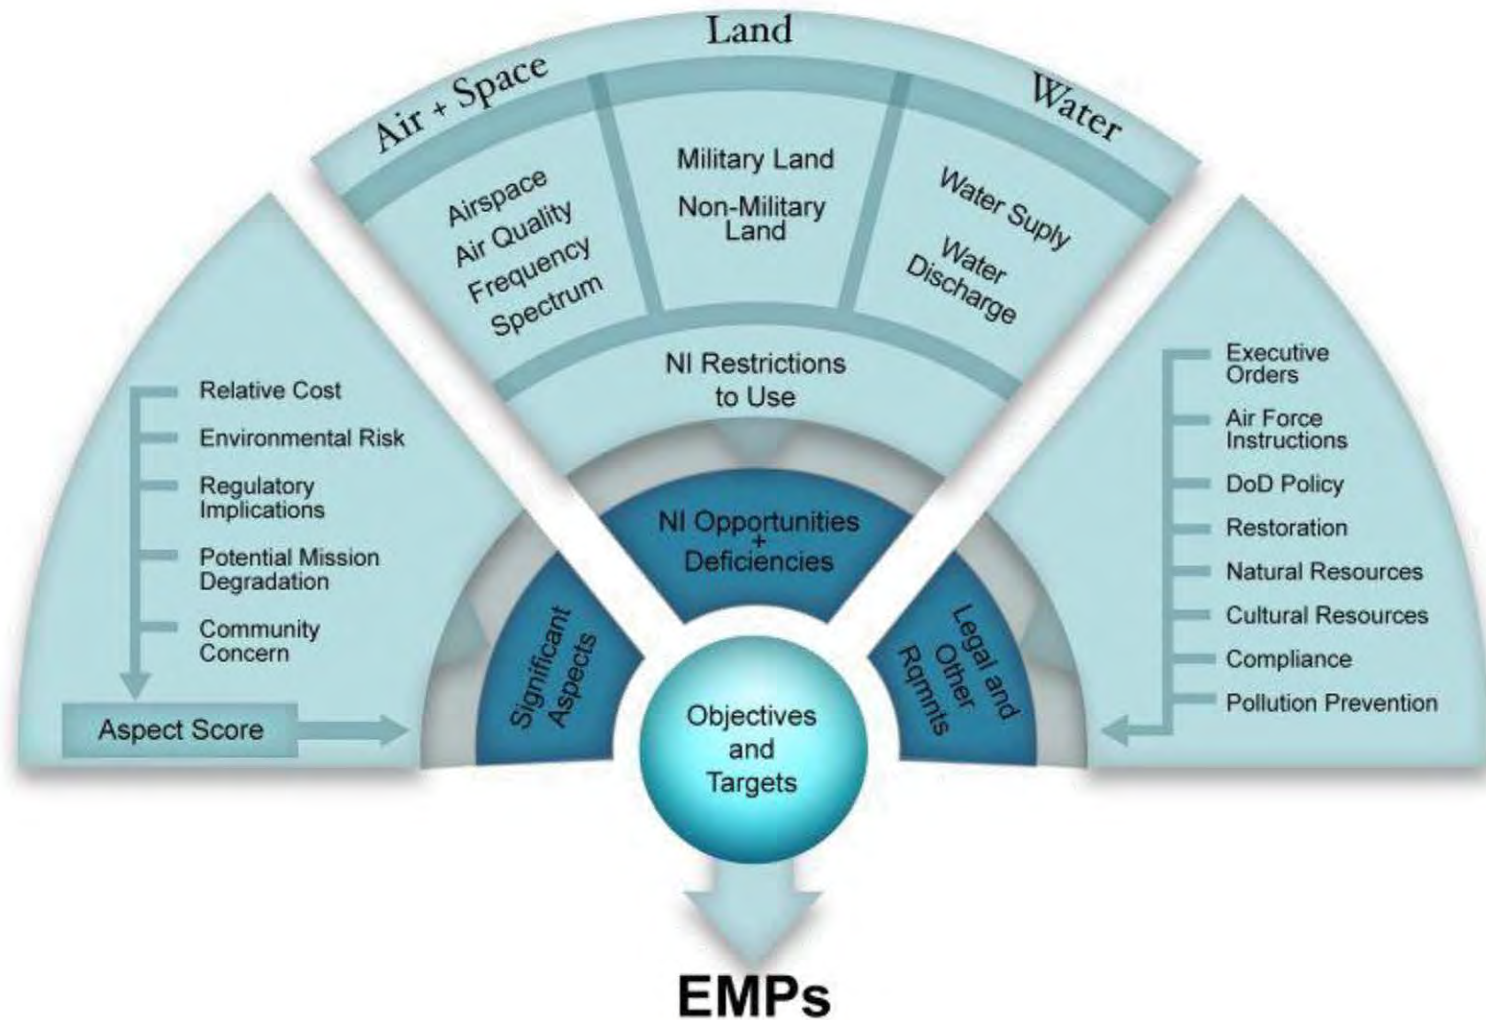 Land
Air + Space
Water
Airspace
Air Quality
Frequency
Spectrum
Military Land
Non-Military
Land
Water Suply
Water
Discharge
NI Restrictions
to Use
Relative Cost
Environmental Risk
Regulatory
Implications
Potential Mission
Degradation
Community
Concern
Aspect Score
Executive
Orders
Air Force
Instructions
DoD Policy
Restoration
Natural Resources
Cultural Resources
Compliance
Pollution Prevention
NI Opportunities
+
Deficiencies
Significant
Aspects
Legal and
Other
Rqmnts
Objectives
and
Targets
EMPs